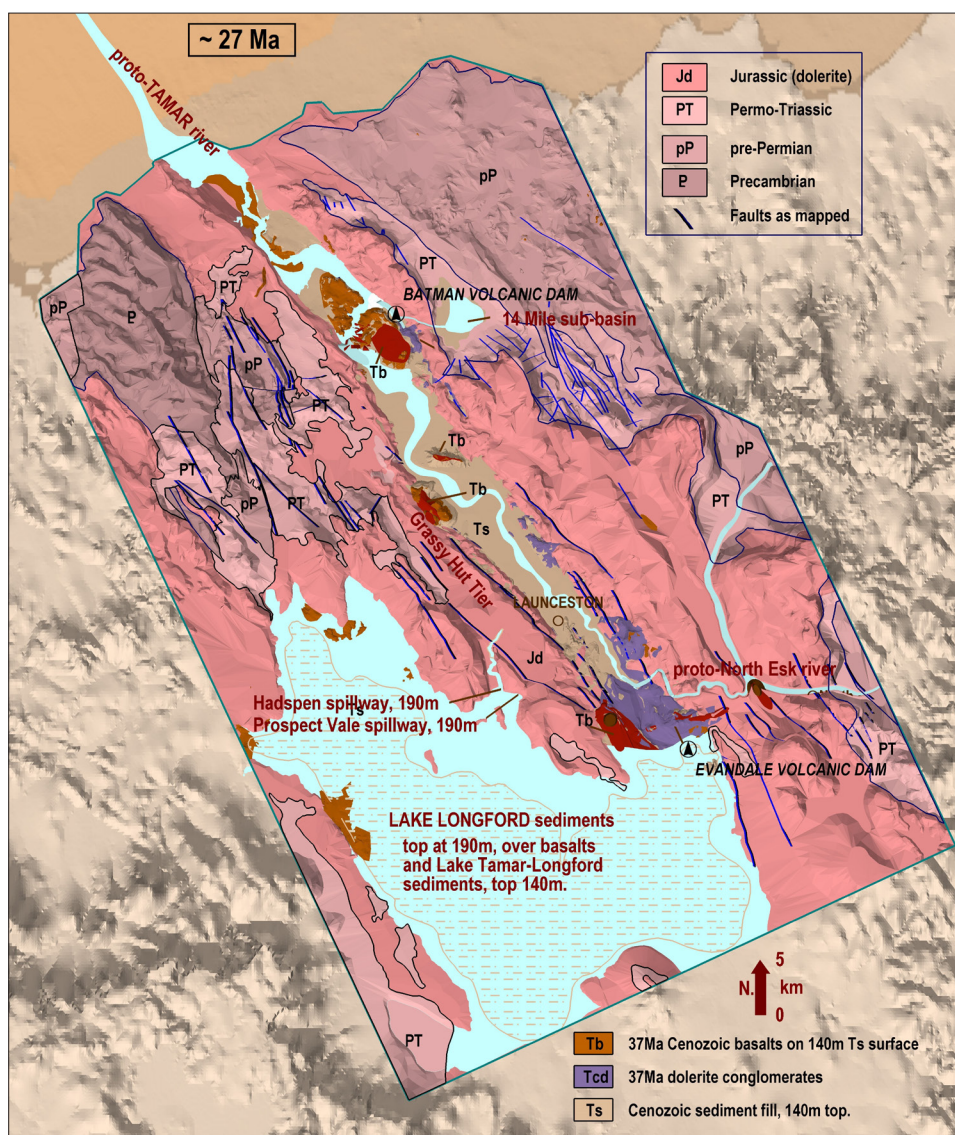 ~ 27 Ma
proto-TAMAR river
Jd Jurassic (dolerite)
PT Permo-Triassic
pP pre-Permian
P Precambrian
Faults as mapped
pP
PT
PT
pP
P
BATMAN VOLCANIC DAM
14 Mile sub-basin
Tb
pP
PT
Tb
pP
PT
PT
Tb
pP
PT
Ts
Grassy Hut Tier
LAUNCESTON
Jd
proto-North Esk river
Hadspen spillway, 190m
Ts
Prospect Vale spillway, 190m
Tb
PT
EVANDALE VOLCANIC DAM
LAKE LONGFORD sediments
top at 190m, over basalts
and Lake Tamar-Longford
sediments, top 140m.
5
N. km
0
PT
Tb 37Ma Cenozoic basalts on 140m Ts surface
Tcd 37Ma dolerite conglomerates
Ts Cenozoic sediment fill, 140m top.